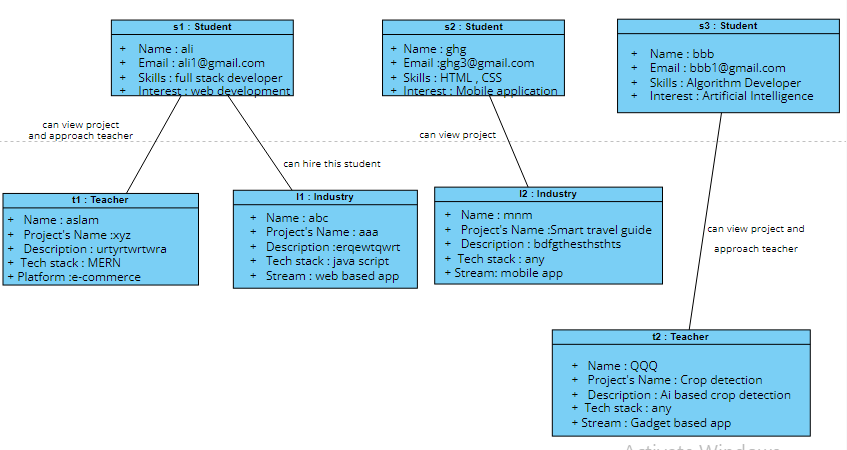 s1 : Student
+ Name : ali
+ Email : ali1@gmail.com
+ Skills : full stack developer
+ Interest : web development
s2 : Student
+ Name : ghg
+ Email :ghg3@gmail.com
+ Skills : HTML , CSS
+ Interest : Mobile application
s3 : Student
+ Name : bbb
+ Email : bbb1@gmail.com
+ Skills : Algorithm Developer
+ Interest : Artificial Intelligence
can view project
and approach teacher
can hire this student
can view project
can view project and
approach teacher
t1 : Teacher
+ Name : aslam
+ Project's Name :xyz
+ Description : urtyrtwrtwra
+ Tech stack : MERN
+ Platform :e-commerce
I1 : Industry
+ Name : abc
+ Project's Name : aaa
+ Description :erqewtqwrt
+ Tech stack : java script
+ Stream : web based app
I2 : Industry
+ Name : mnm
+ Project's Name :Smart travel guide
+ Description : bdfgthesthsthts
+ Tech stack : any
+ Stream: mobile app
t2 : Teacher
+ Name : QQQ
+ Project's Name : Crop detection
+ Description : Ai based crop detection
+ Tech stack : any
+ Stream : Gadget based app
Activate Windows